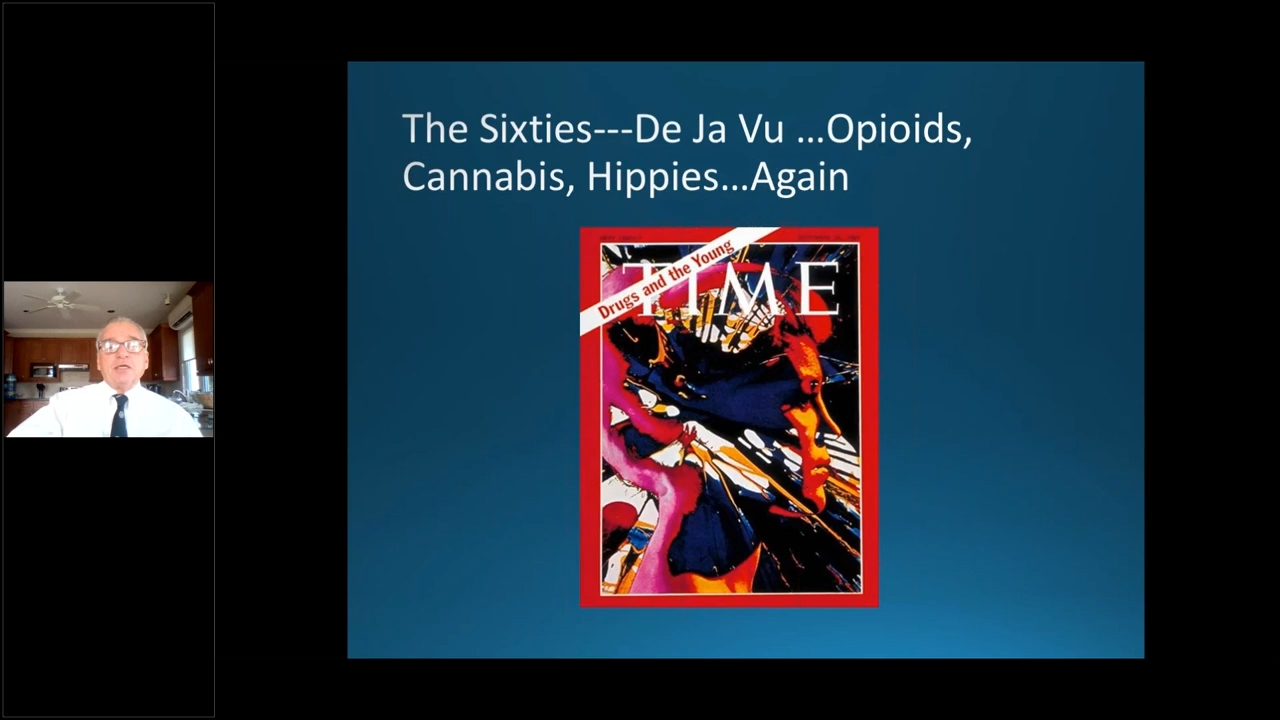 The Sixties---De Ja Vu ...Opioids,
Cannabis, Hippies...Again
Drugs and the Young
TIME